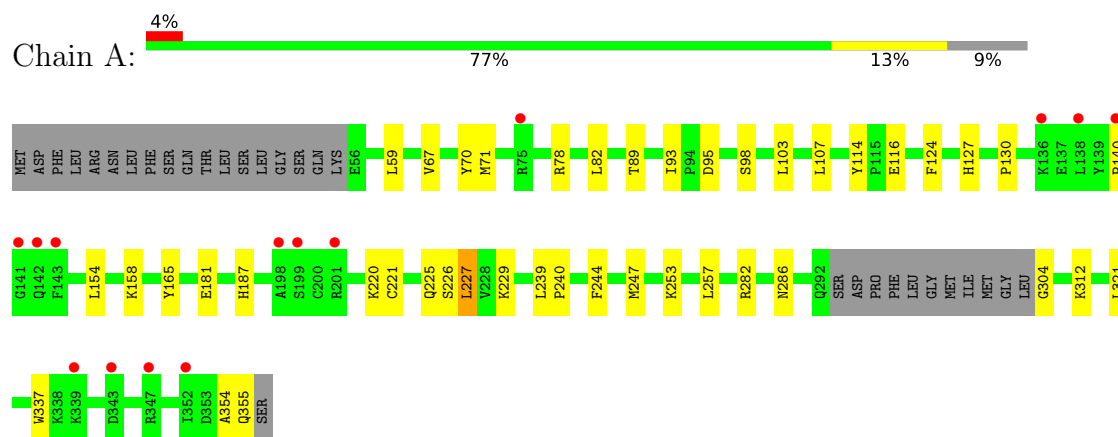 4%
Chain A:
77% 13% 9%
MET ASP PHE LEU ARG ASN LEU PHE SER GLN THR LEU SER LEU GLY SER GLN LYS E56 L59 V67 Y70 M71 R75 R78 L82 T89 I93 P94 D95 S98 L103 L107 Y114 P115 E116 F124 H127 P130 K136 E137 L138 Y139 R140
G141 Q142 F143 L154 K158 Y165 E181 H187 A198 S199 C200 R201 K220 C221 Q225 S226 L227 V228 K229 L239 P240 F244 M247 K253 L257 R282 N286 Q292 SER ASP PRO PHE LEU GLY MET ILE MET GLY LEU G304 K312 L321
W337 K338 K339 D343 R347 I352 D353 A354 Q355 SER